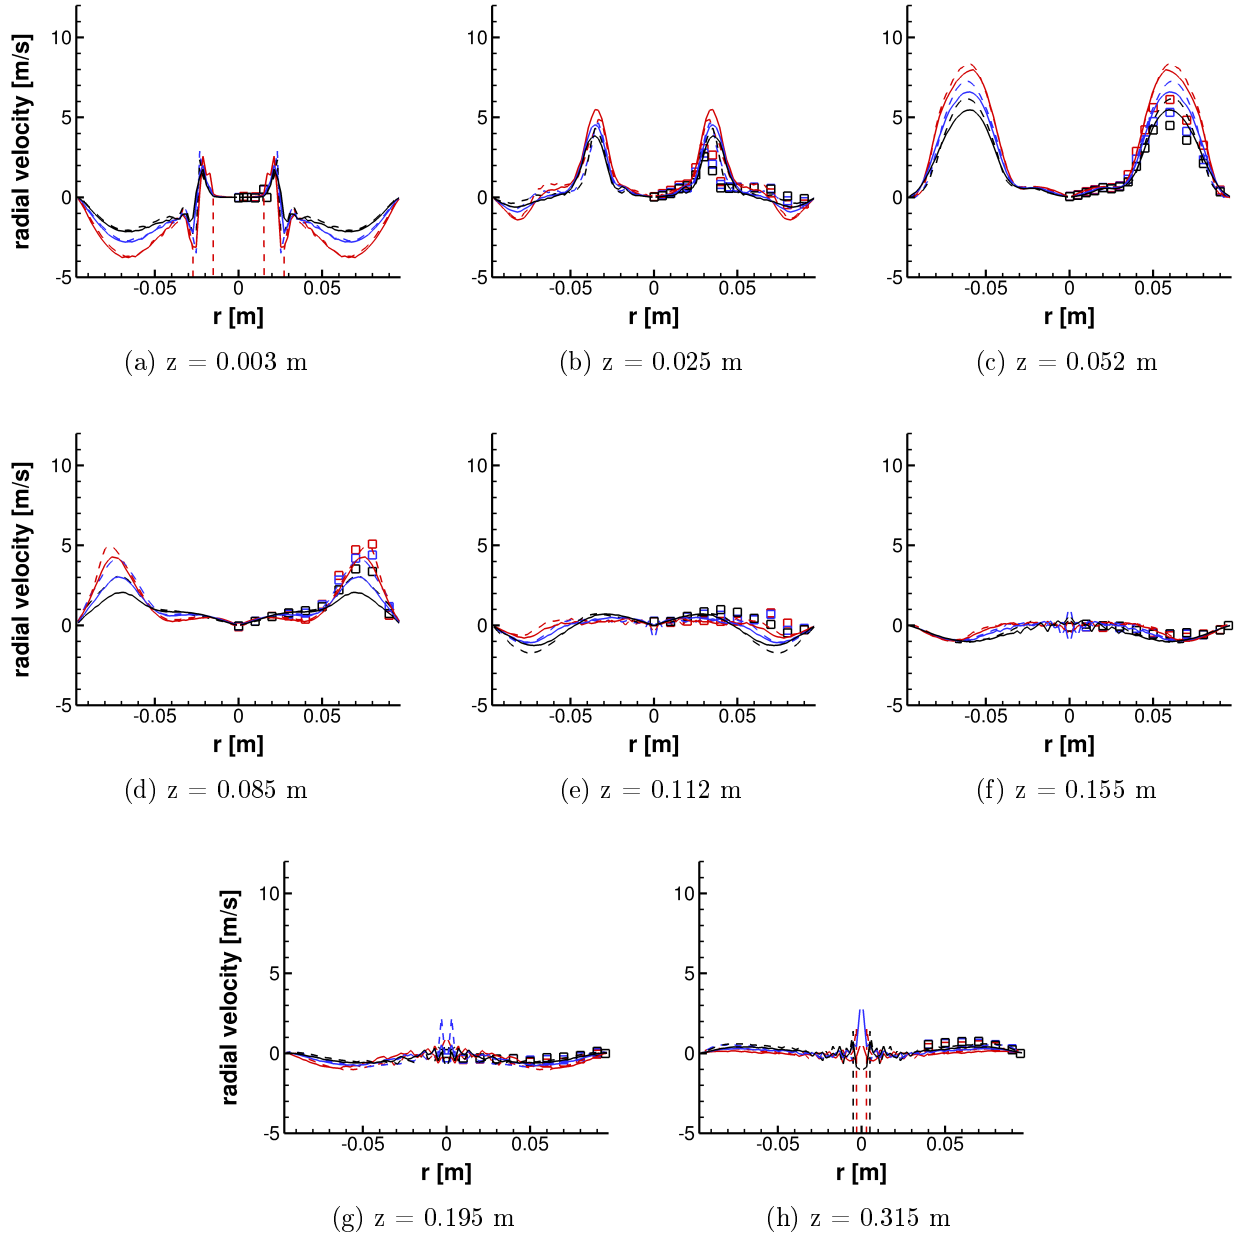 radial velocity [m/s]
10
5
0
-5
-0.05
0
0.05
r [m]
(a) z = 0.003 m
10
5
0
-5
-0.05
0
0.05
r [m]
(b) z = 0.025 m
10
5
0
-5
-0.05
0
0.05
r [m]
(c) z = 0.052 m
radial velocity [m/s]
10
5
0
-5
-0.05
0
0.05
r [m]
(d) z = 0.085 m
10
5
0
-5
-0.05
0
0.05
r [m]
(e) z = 0.112 m
10
5
0
-5
-0.05
0
0.05
r [m]
(f) z = 0.155 m
radial velocity [m/s]
10
5
0
-5
-0.05
0
0.05
r [m]
(g) z = 0.195 m
10
5
0
-5
-0.05
0
0.05
r [m]
(h) z = 0.315 m